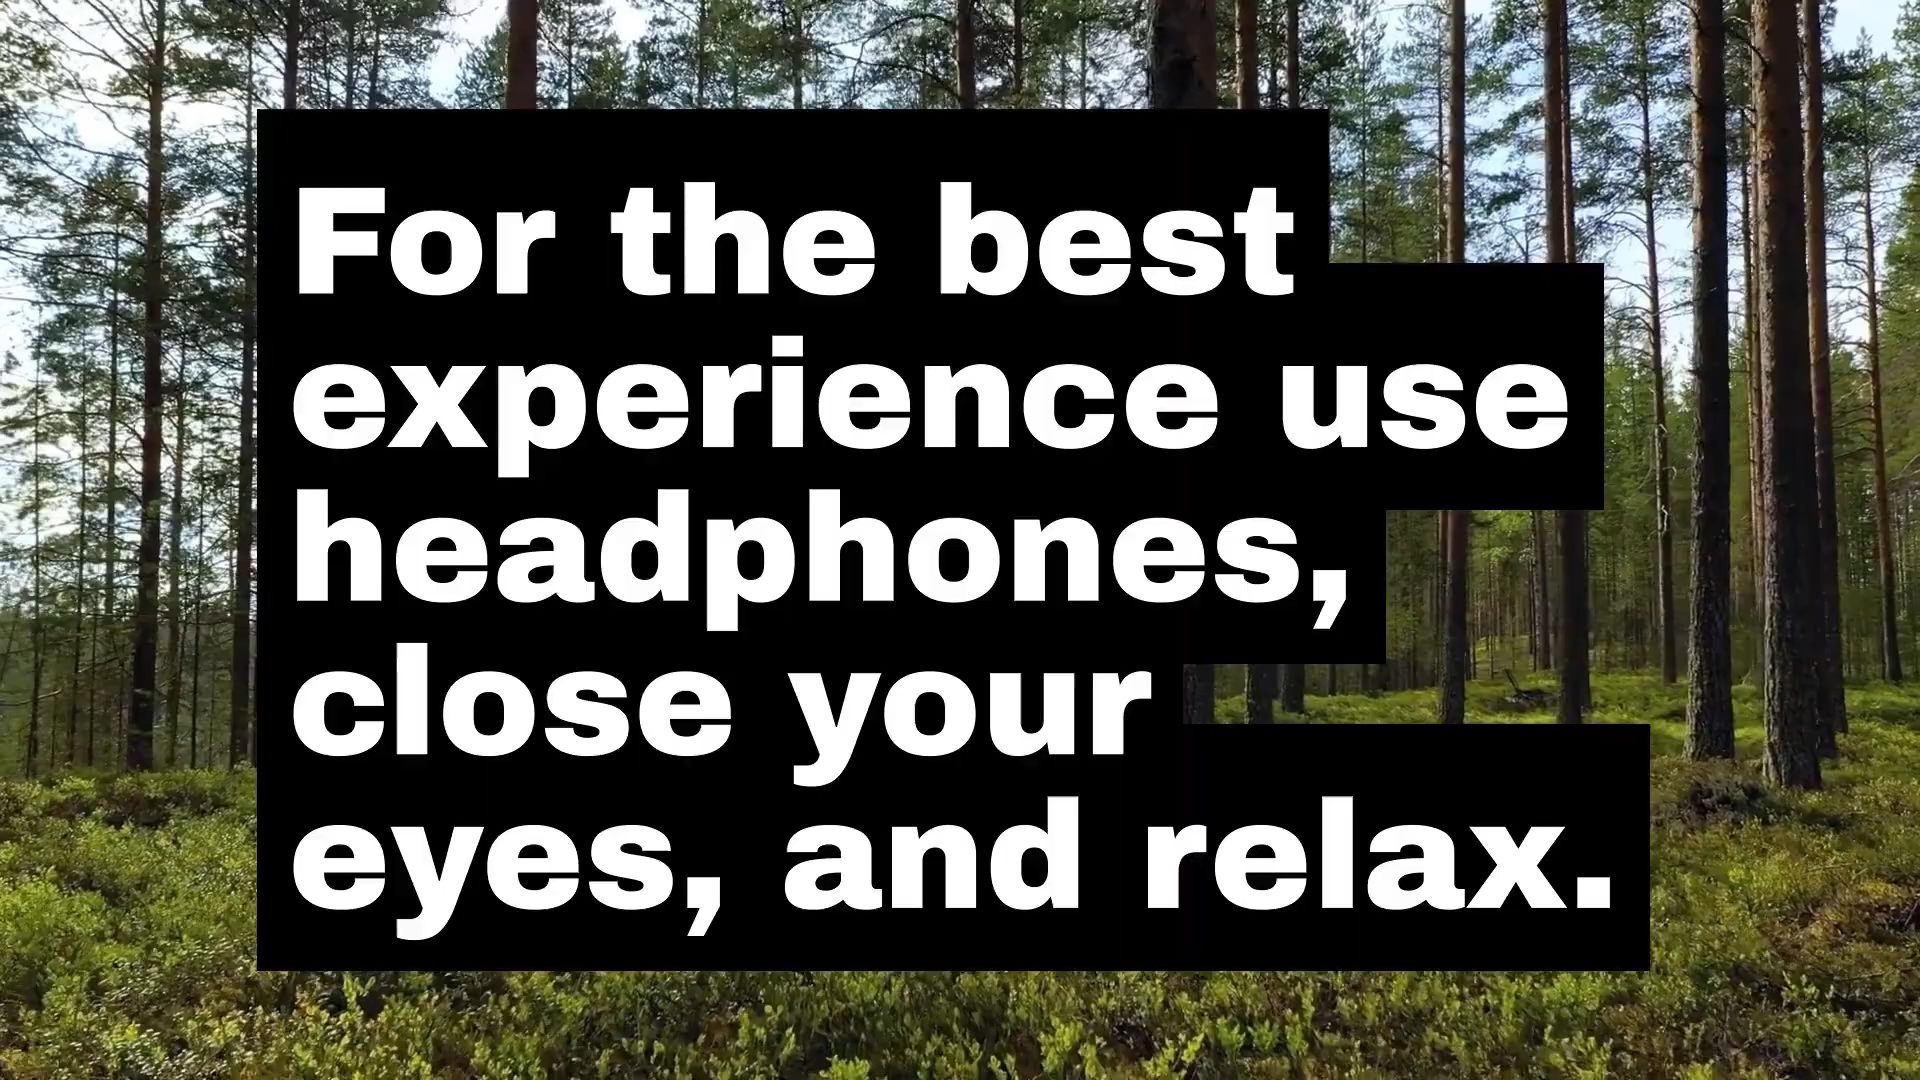 For the best
experience use
headphones,
close your
eyes, and relax.